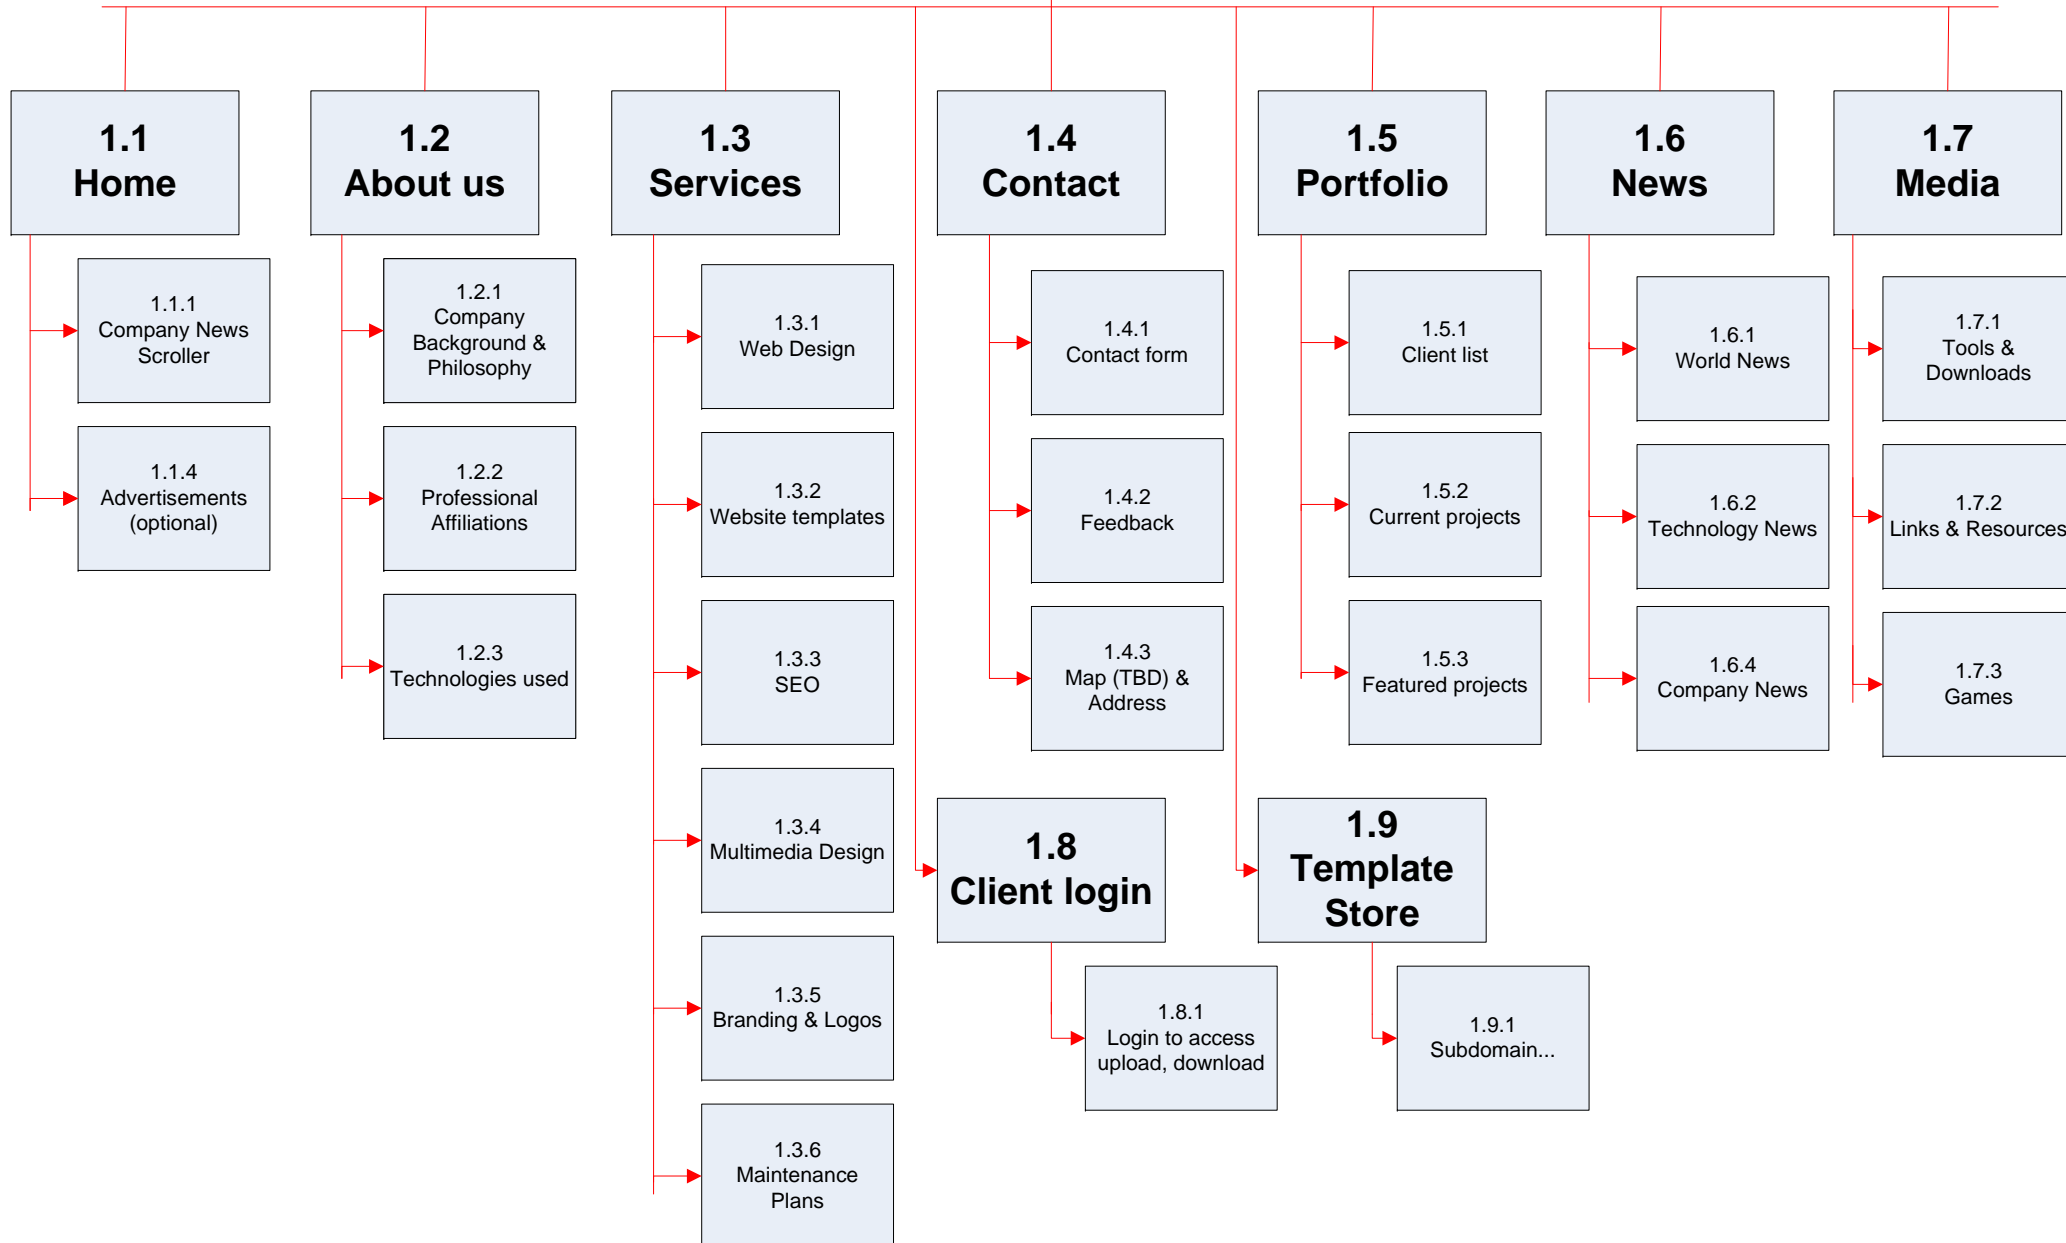 1.1
Home
1.2
About us
1.3
Services
1.4
Contact
1.5
Portfolio
1.6
News
1.7
Media
1.1.1
Company News
Scroller
1.1.4
Advertisements
(optional)
1.2.1
Company
Background &
Philosophy
1.2.2
Professional
Affiliations
1.2.3
Technologies used
1.3.1
Web Design
1.3.2
Website templates
1.3.3
SEO
1.3.4
Multimedia Design
1.3.5
Branding & Logos
1.3.6
Maintenance
Plans
1.4.1
Contact form
1.4.2
Feedback
1.4.3
Map (TBD) &
Address
1.5.1
Client list
1.5.2
Current projects
1.5.3
Featured projects
1.6.1
World News
1.6.2
Technology News
1.6.4
Company News
1.7.1
Tools &
Downloads
1.7.2
Links & Resources
1.7.3
Games
1.8
Client login
1.8.1
Login to access
upload, download
1.9
Template
Store
1.9.1
Subdomain...